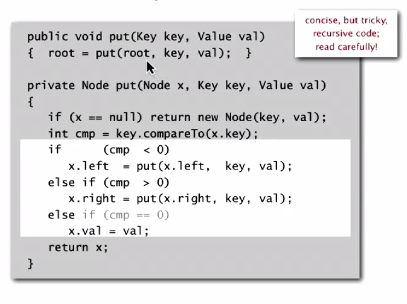 concise, but tricky,
recursive code;
read carefully!
public void put(Key key, Value val)
{  root = put(root, key, val);  }
private Node put(Node x, Key key, Value val)
{
   if (x == null) return new Node(key, val);
   int cmp = key.compareTo(x.key);
   if      (cmp  < 0)
      x.left  = put(x.left,  key, val);
   else if (cmp  > 0)
      x.right = put(x.right, key, val);
   else if (cmp == 0)
      x.val = val;
   return x;
}